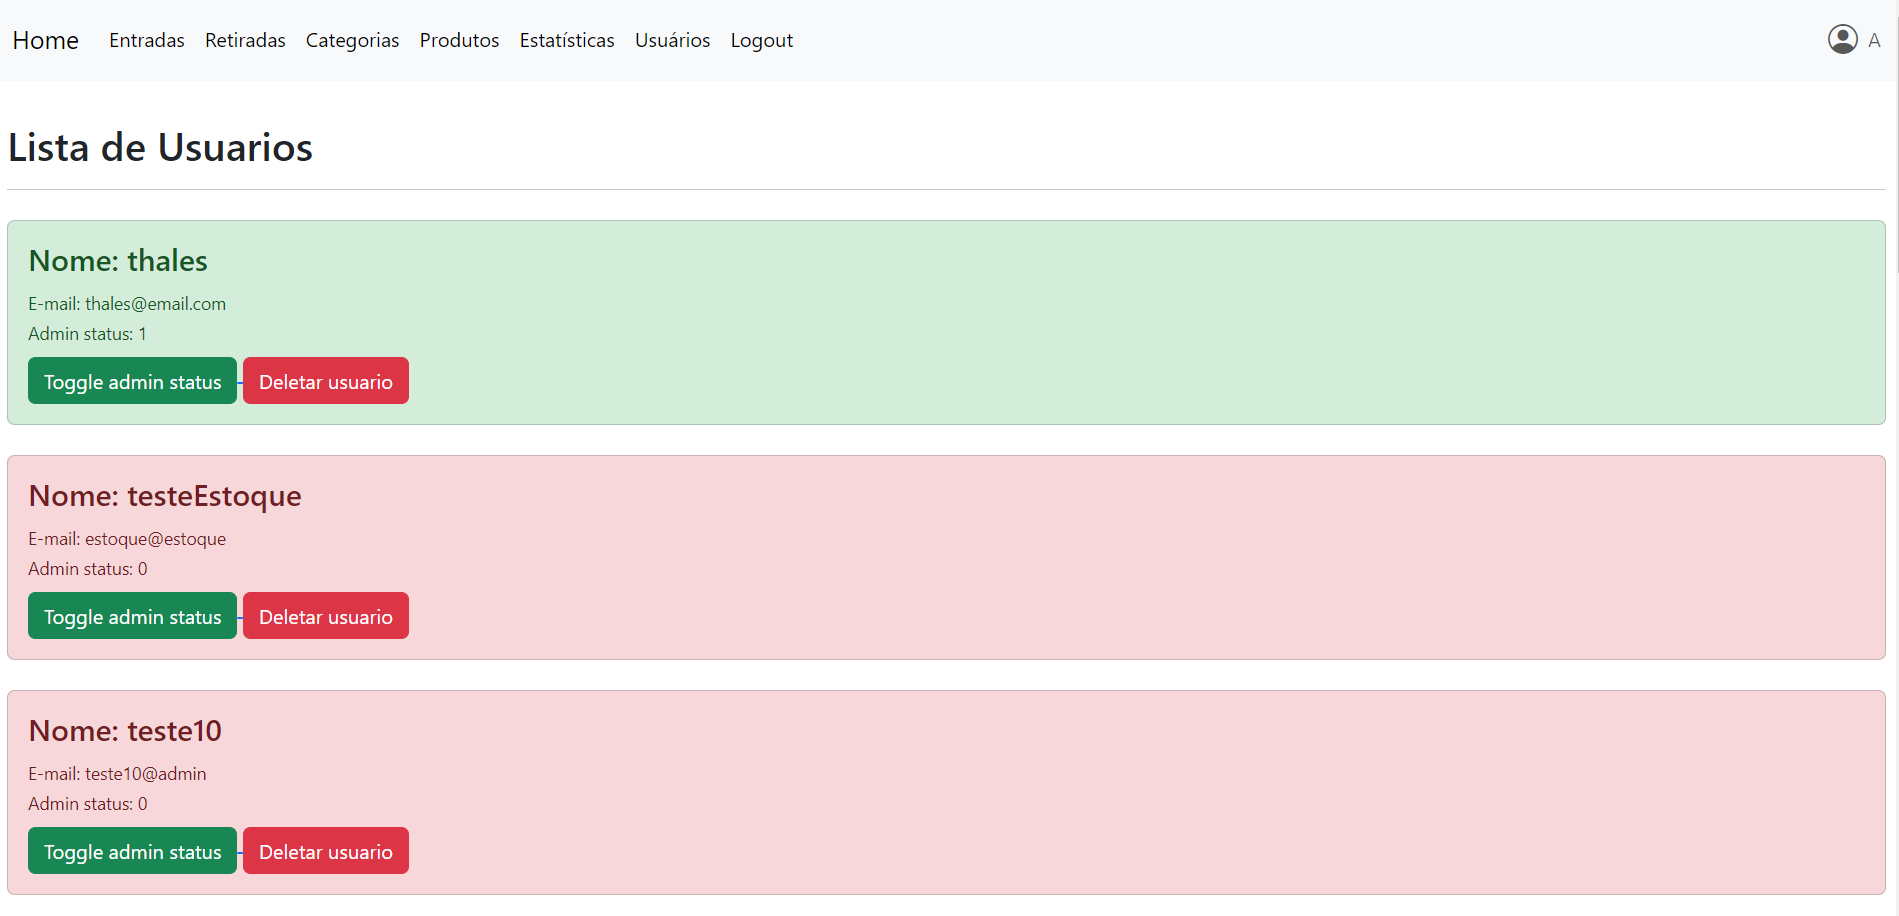 Home Entradas Retiradas Categorias Produtos Estatísticas Usuários Logout A
Lista de Usuarios
Nome: thales
E-mail: thales@email.com
Admin status: 1
Toggle admin status Deletar usuario
Nome: testeEstoque
E-mail: estoque@estoque
Admin status: 0
Toggle admin status Deletar usuario
Nome: teste10
E-mail: teste10@admin
Admin status: 0
Toggle admin status Deletar usuario